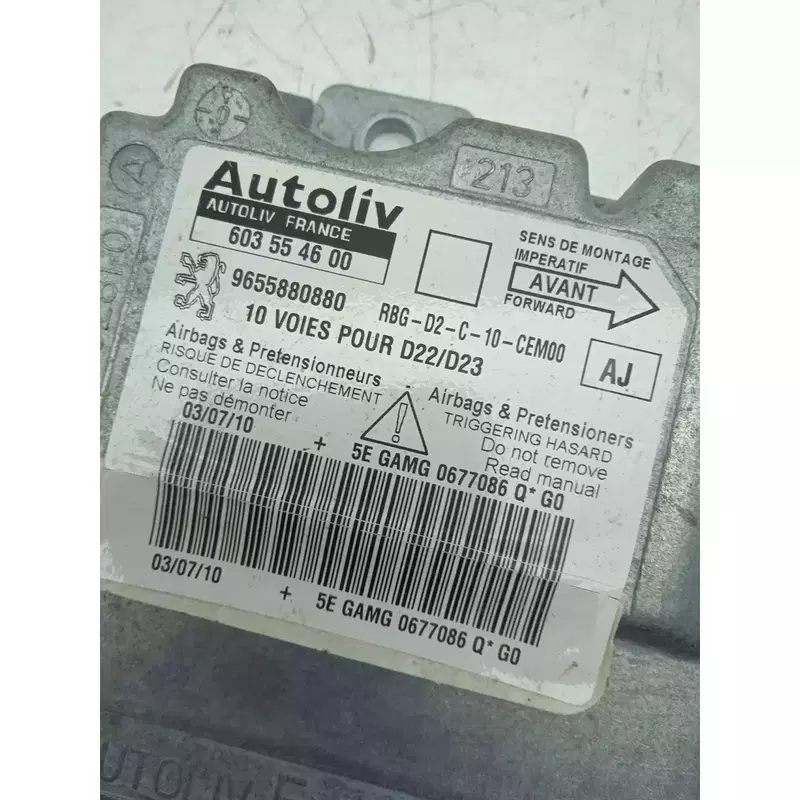 213
Autoliv
AUTOLIV FRANCE
603 55 46 00
SENS DE MONTAGE
IMPERATIF
AVANT
FORWARD
9655880880
RBG-D2-C-10-CEM00
10 VOIES POUR D22/D23
AJ
Airbags & Pretensionneurs
RISQUE DE DECLENCHEMENT
Consulter la notice
Ne pas démonter
Airbags & Pretensioners
TRIGGERING HASARD
Do not remove
Read manual
03/07/10 + 5E GAMG 0677086 Q* G0
03/07/10 + 5E GAMG 0677086 Q* G0
A
AUTOLIV F